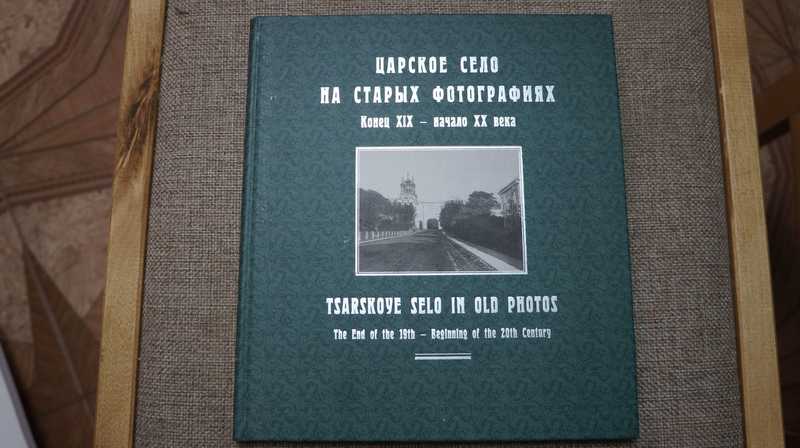 ЦАРСКОЕ СЕЛО
НА СТАРЫХ ФОТОГРАФИЯХ
Конец XIX – начало XX века
TSARSKOYE SELO IN OLD PHOTOS
The End of the 19th – Beginning of the 20th Century